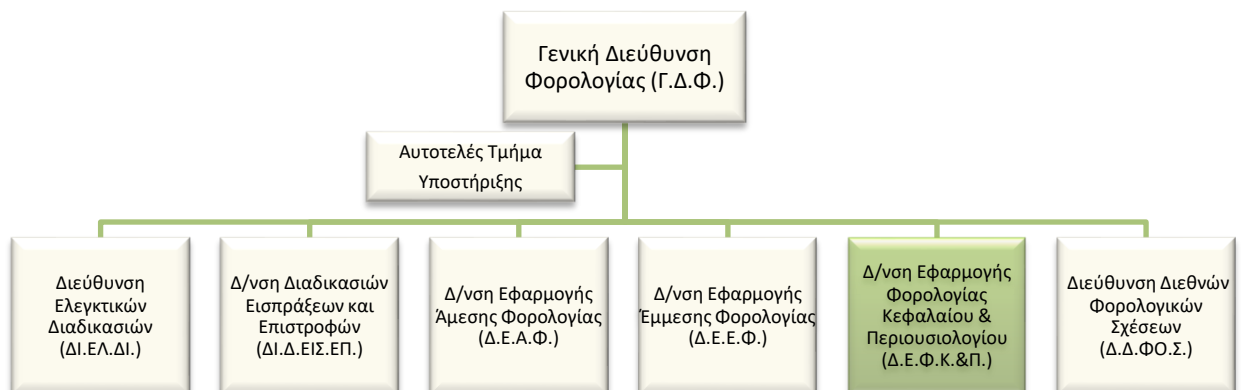 Γενική Διεύθυνση
Φορολογίας (Γ.Δ.Φ.)
Αυτοτελές Τμήμα
Υποστήριξης
Διεύθυνση
Ελεγκτικών
Διαδικασιών
(ΔΙ.ΕΛ.ΔΙ.)
Δ/νση Διαδικασιών
Εισπράξεων και
Επιστροφών
(ΔΙ.Δ.ΕΙΣ.ΕΠ.)
Δ/νση Εφαρμογής
Άμεσης Φορολογίας
(Δ.Ε.Α.Φ.)
Δ/νση Εφαρμογής
Έμμεσης Φορολογίας
(Δ.Ε.Ε.Φ.)
Δ/νση Εφαρμογής
Φορολογίας
Κεφαλαίου &
Περιουσιολογίου
(Δ.Ε.Φ.Κ.&Π.)
Διεύθυνση Διεθνών
Φορολογικών
Σχέσεων
(Δ.Δ.ΦΟ.Σ.)